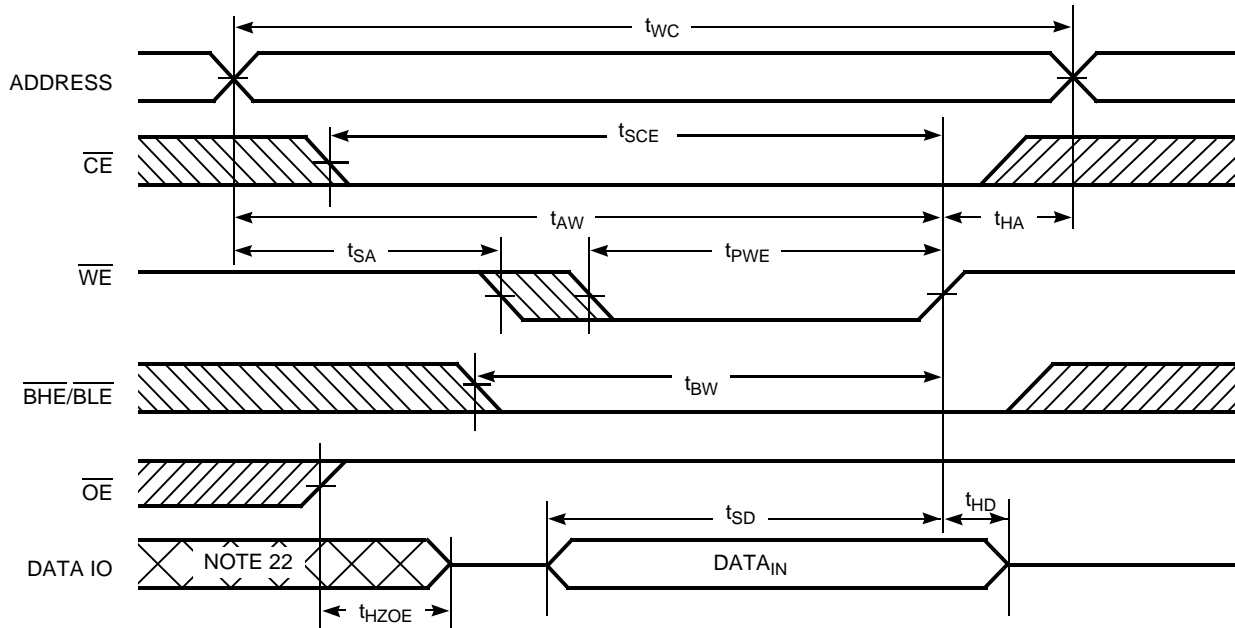 tWC
ADDRESS
tSCE
CE
tAW
tHA
tSA
tPWE
WE
tBW
BHE/BLE
OE
tSD
tHD
DATA IO
NOTE 22
DATAIN
tHZOE